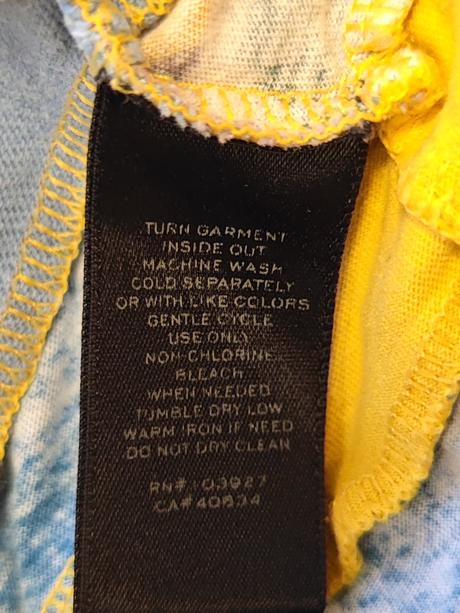 TURN GARMENT
INSIDE OUT
MACHINE WASH
COLD SEPARATELY
OR WITH LIKE COLORS
GENTLE CYCLE
USE ONLY
NON-CHLORINE
BLEACH
WHEN NEEDED
TUMBLE DRY LOW
WARM IRON IF NEED
DO NOT DRY CLEAN
RN#103927
CA#40834